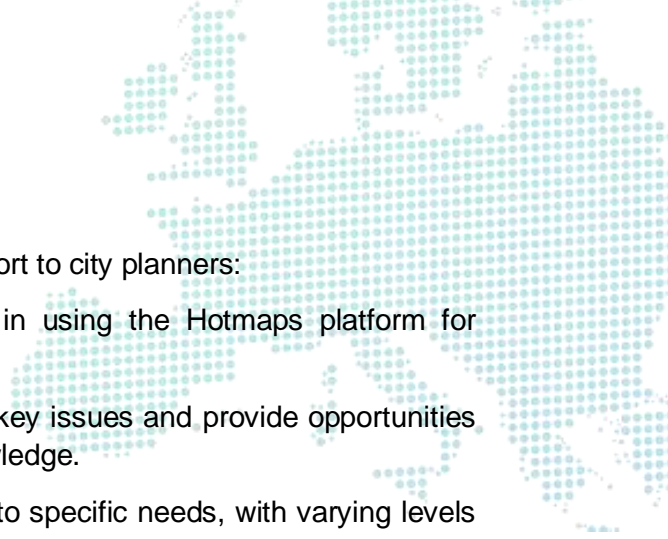 ort to city planners:
in using the Hotmaps platform for
key issues and provide opportunities
ledge.
to specific needs, with varying levels